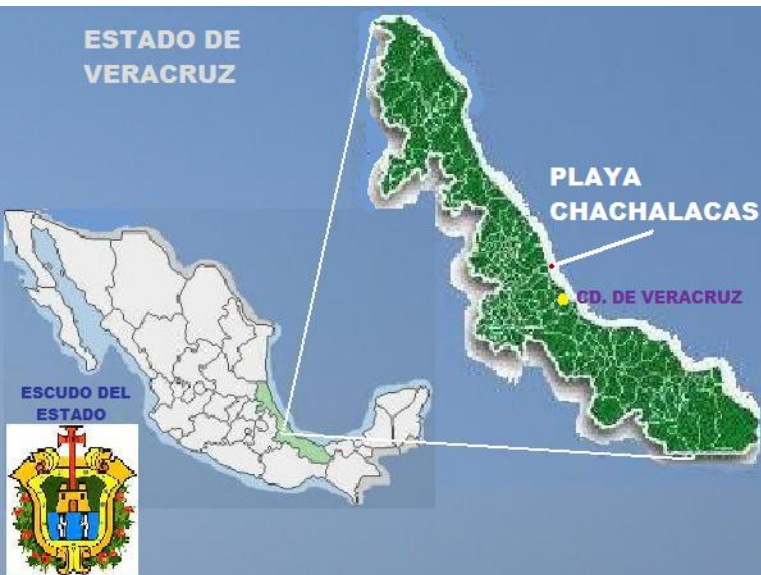 ESTADO DE
VERACRUZ
PLAYA
CHACHALACAS
CD. DE VERACRUZ
ESCUDO DEL
ESTADO